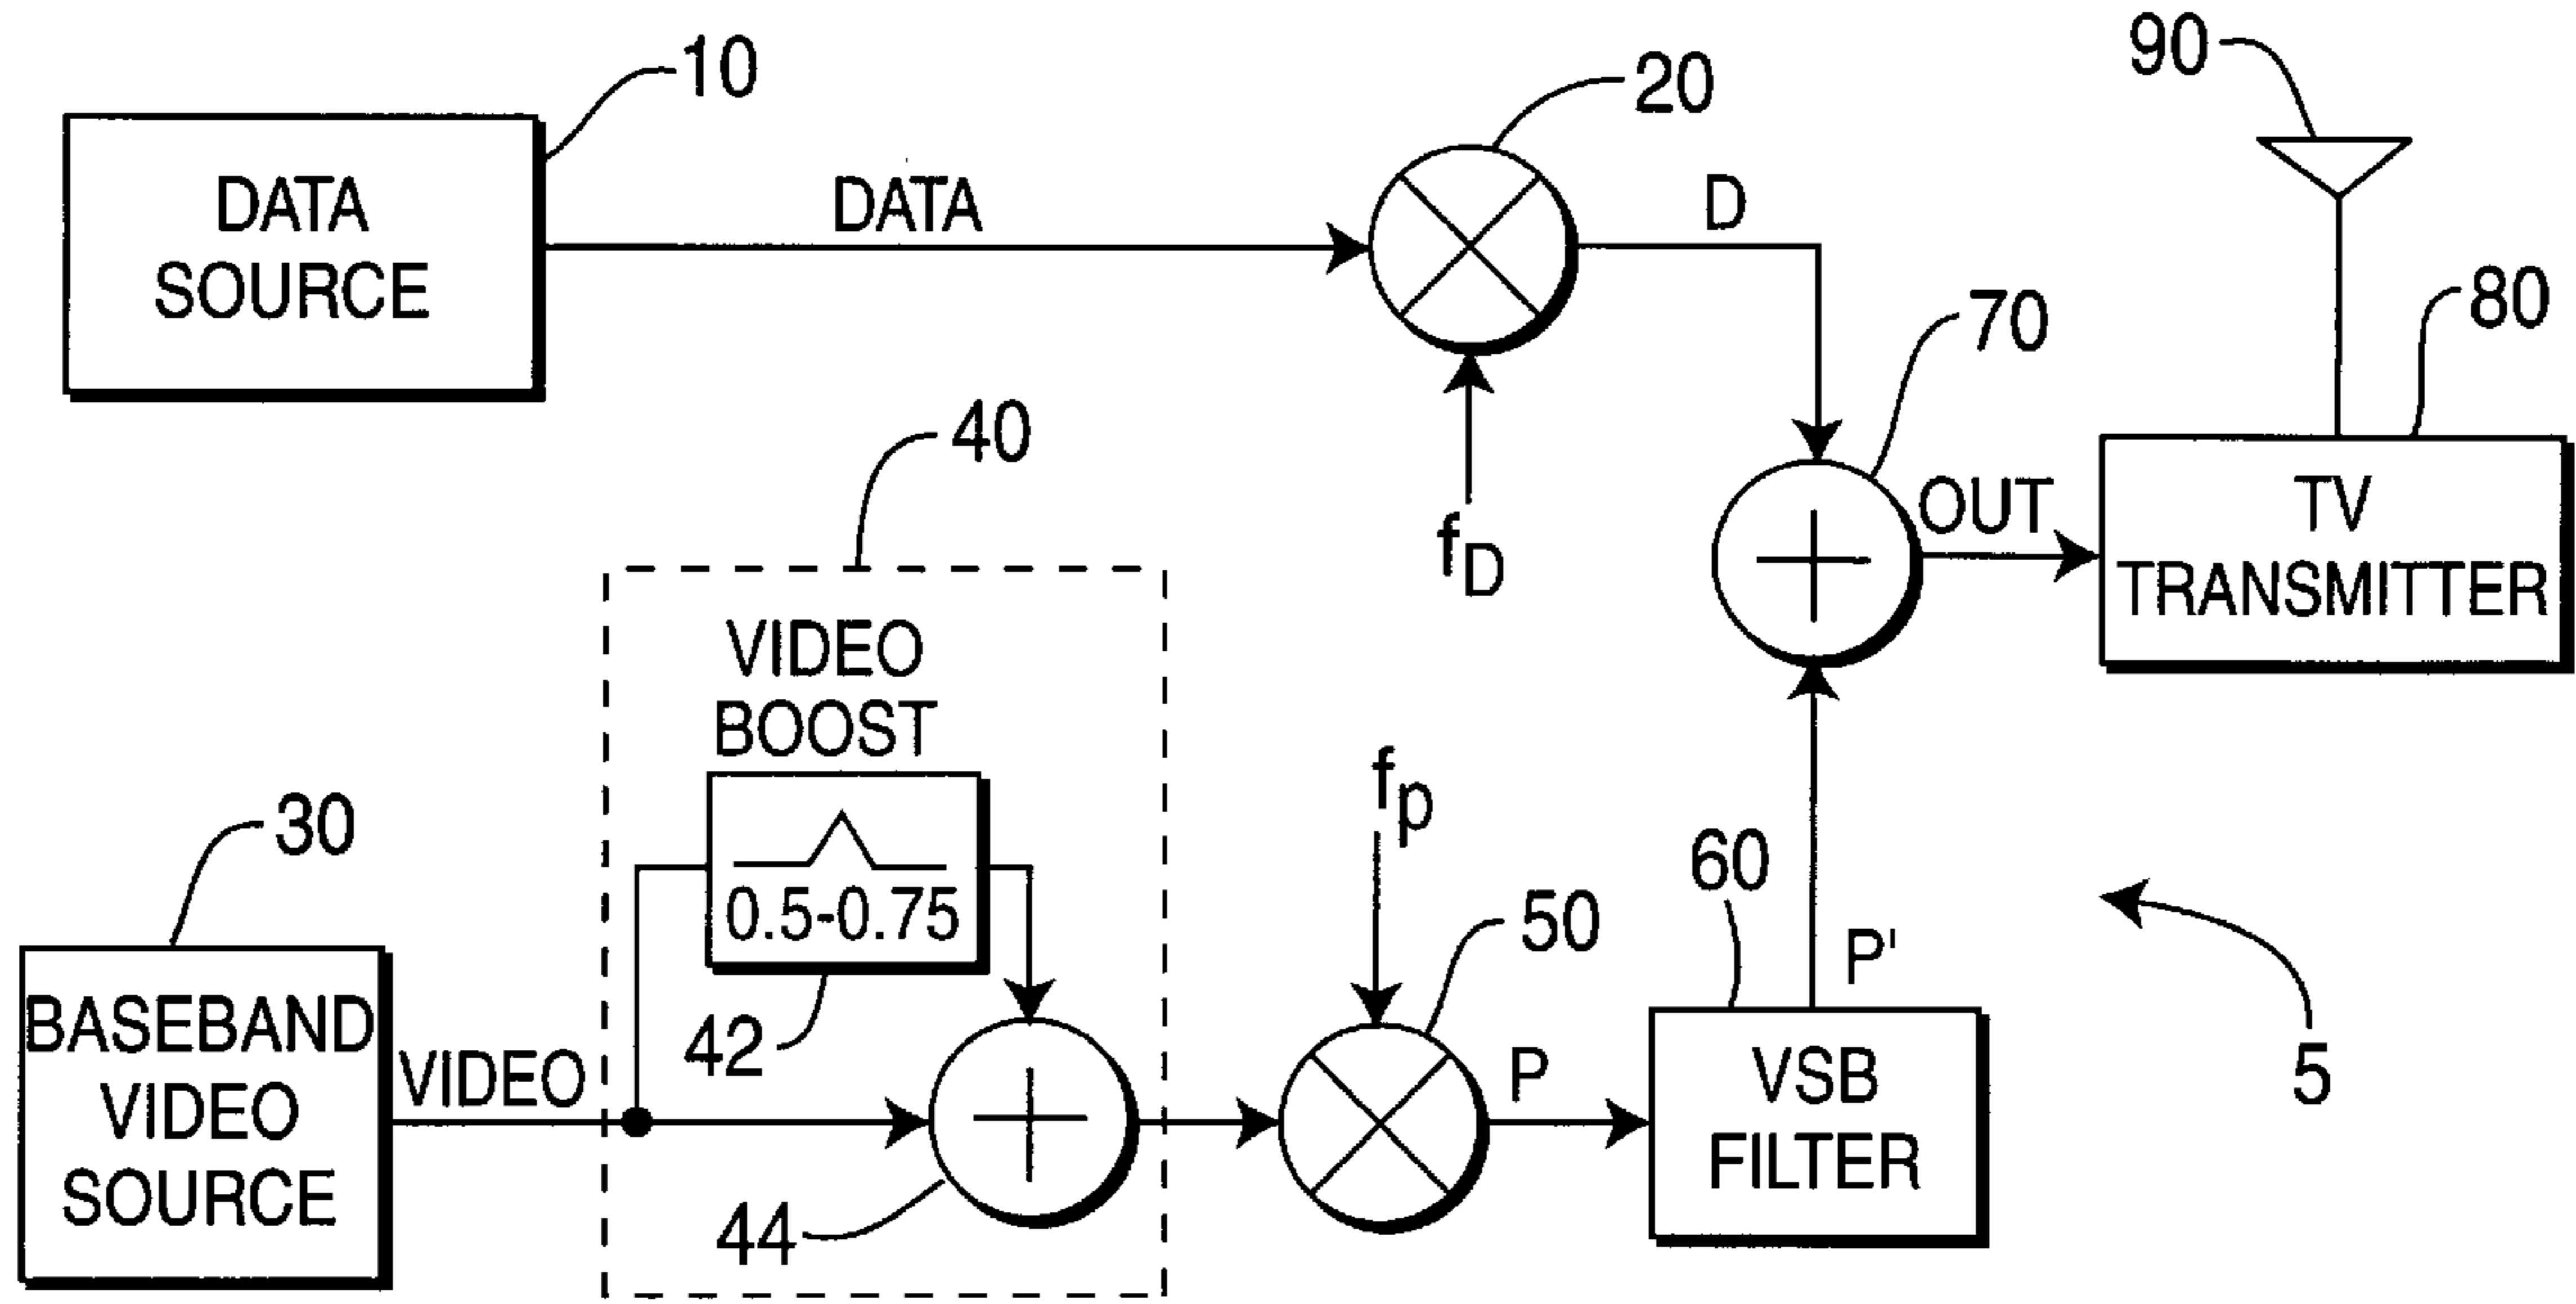 10
20
90
DATA
SOURCE
DATA
D
70
80
40
f_D
OUT
TV
TRANSMITTER
VIDEO
BOOST
0.5-0.75
f_p
30
42
50
60
P'
BASEBAND
VIDEO
SOURCE
VIDEO
44
P
VSB
FILTER
5